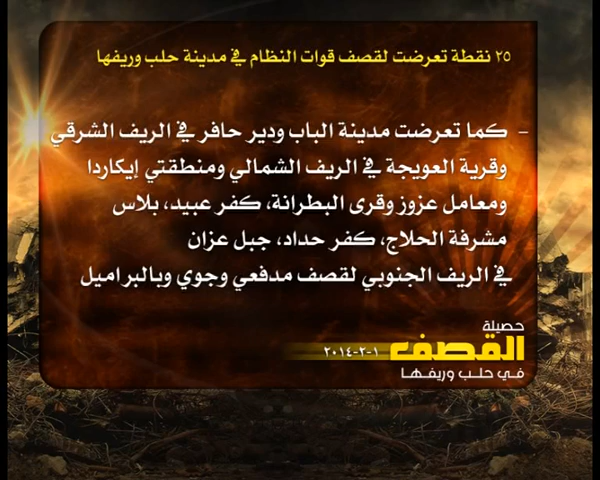 ٢٥ نقطة تعرضت لقصف قوات النظام في مدينة حلب وريفها
- كما تعرضت مدينة الباب ودير حافر في الريف الشرقي
وقرية العويجة في الريف الشمالي ومنطقتي إيكاردا
ومعامل عزوز وقرى البطرانة، كفر عبيد، بلاس
مشرفة الحلاج، كفر حداد، جبل عزان
في الريف الجنوبي لقصف مدفعي وجوي وبالبراميل
حصيلة
القصف
١-٢-٢٠١٤
في حلب وريفها